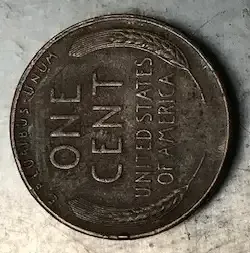 E PLURIBUS UNUM
ONE
CENT
UNITED STATES
OF AMERICA